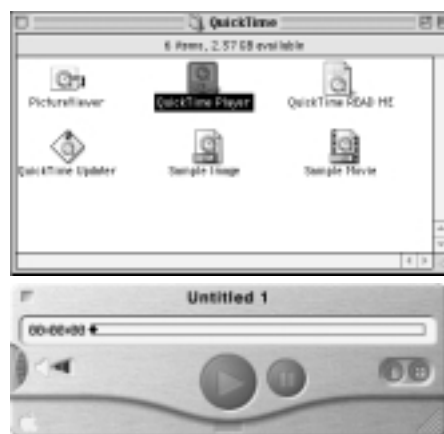 QuickTime
6 items, 2.37 GB available
PictureViewer
QuickTime Player
QuickTime READ ME
QuickTime Updater
Sample Image
Sample Movie
Untitled 1
00:00:00